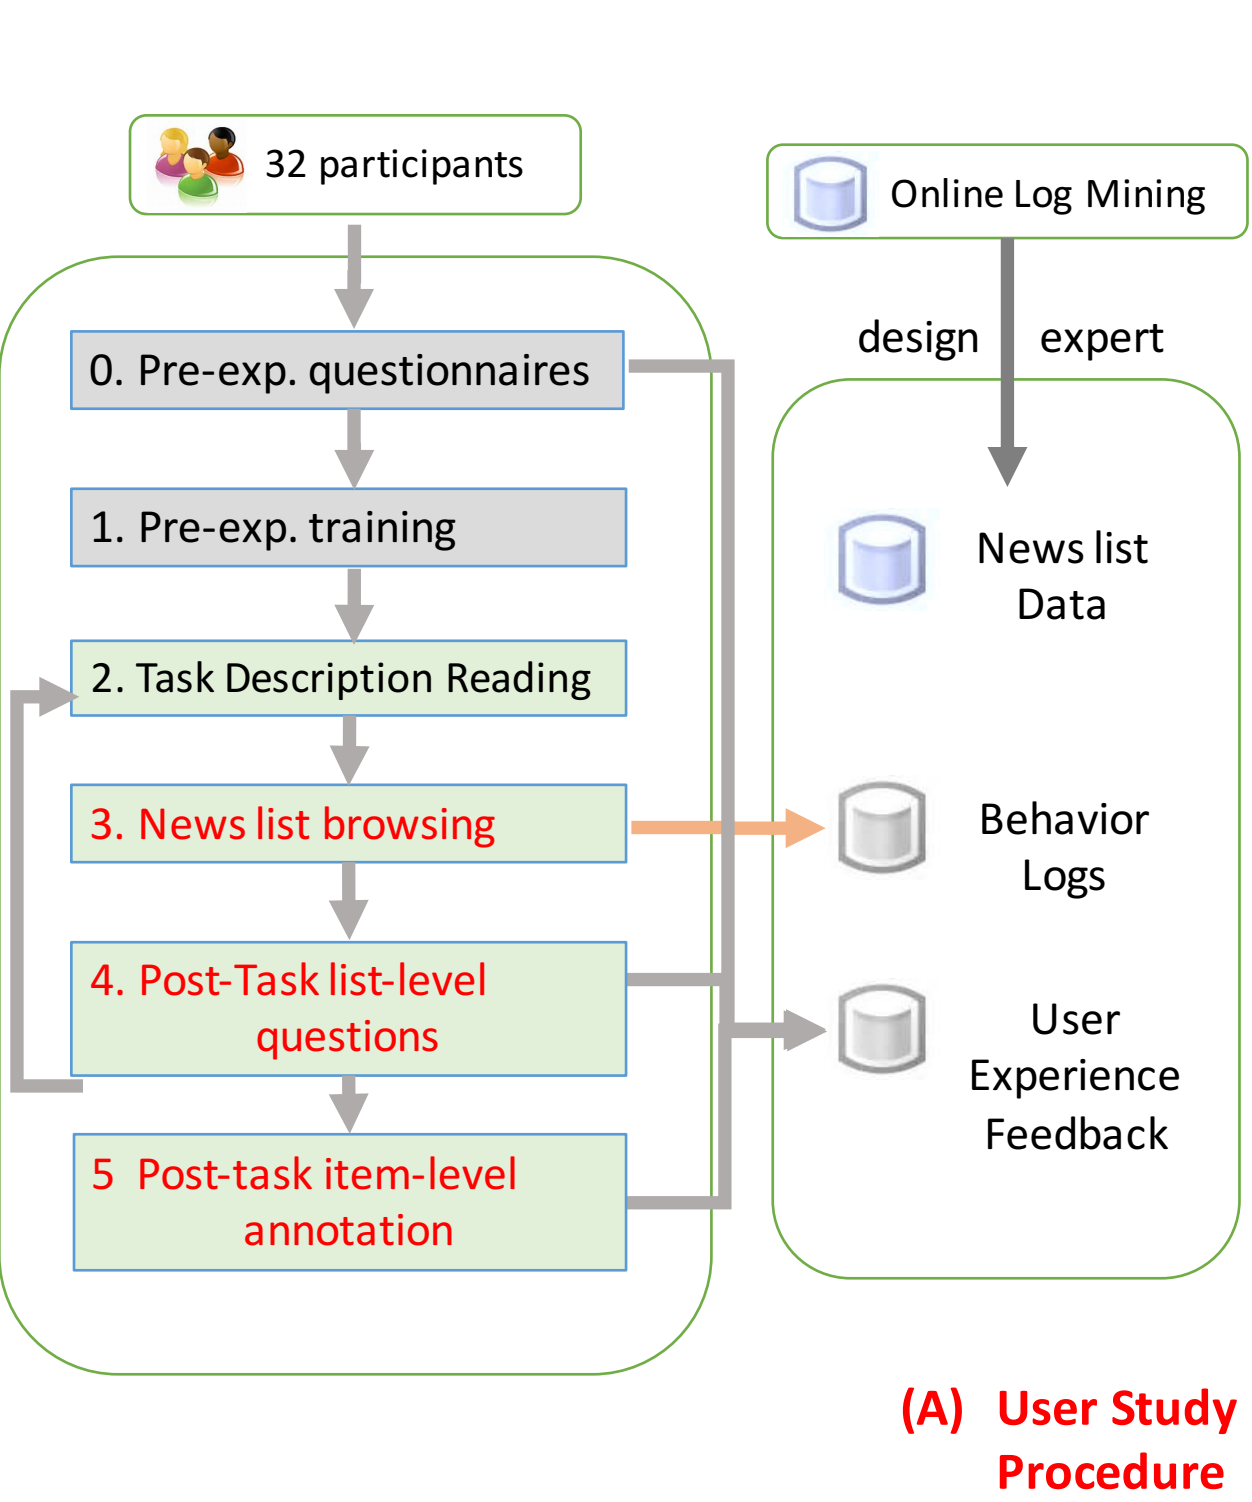 32 participants
0. Pre-exp. questionnaires
1. Pre-exp. training
2. Task Description Reading
3. News list browsing
4. Post-Task list-level
questions
5 Post-task item-level
annotation
Online Log Mining
design expert
News list
Data
Behavior
Logs
User
Experience
Feedback
(A) User Study
Procedure